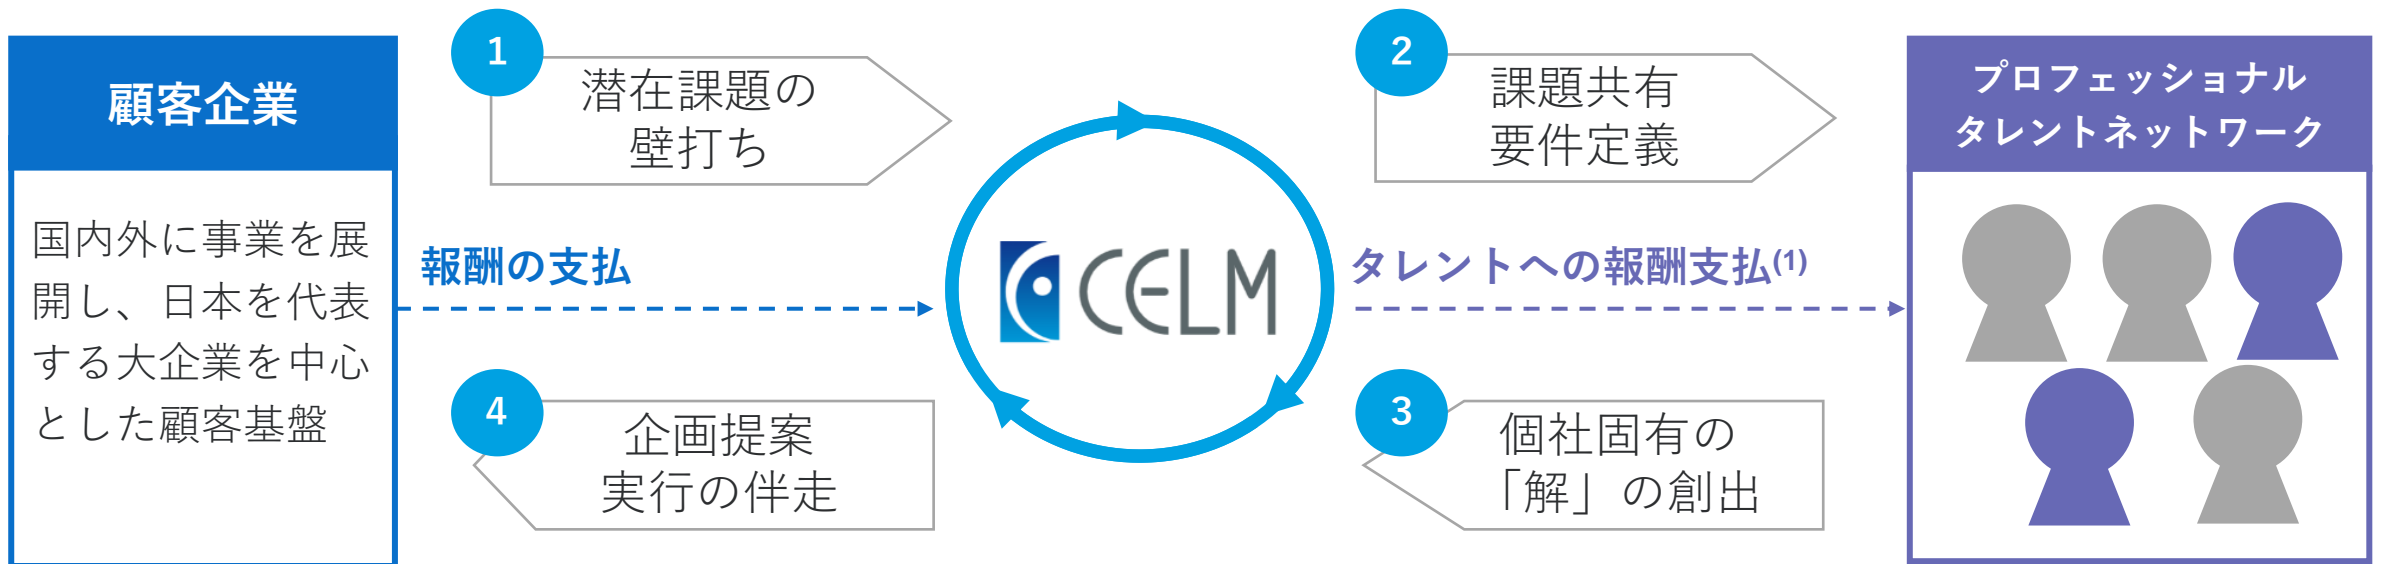 顧客企業
国内外に事業を展
開し、日本を代表
する大企業を中心
とした顧客基盤
1
潜在課題の
壁打ち
報酬の支払
4
企画提案
実行の伴走
CELM
2
課題共有
要件定義
タレントへの報酬支払(1)
3
個社固有の
「解」の創出
プロフェッショナル
タレントネットワーク